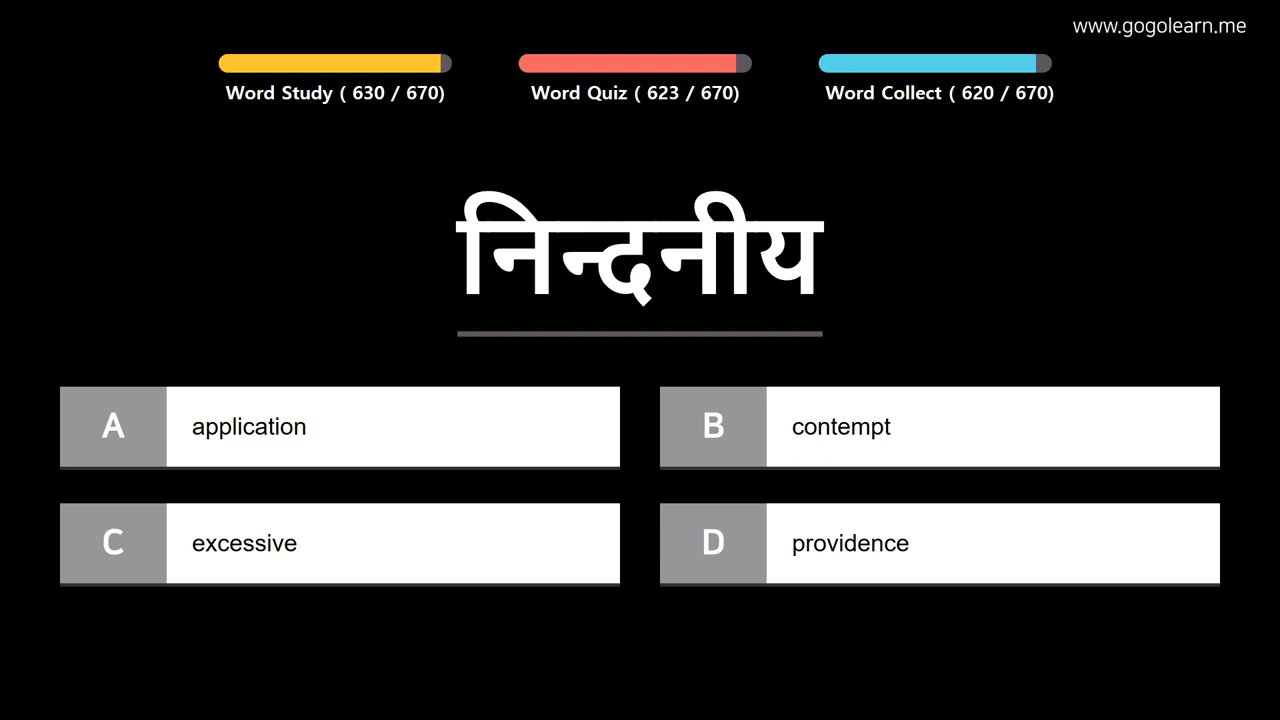 www.gogolearn.me
Word Study ( 630 / 670)
Word Quiz ( 623 / 670)
Word Collect ( 620 / 670)
निन्दनीय
A application
B contempt
C excessive
D providence